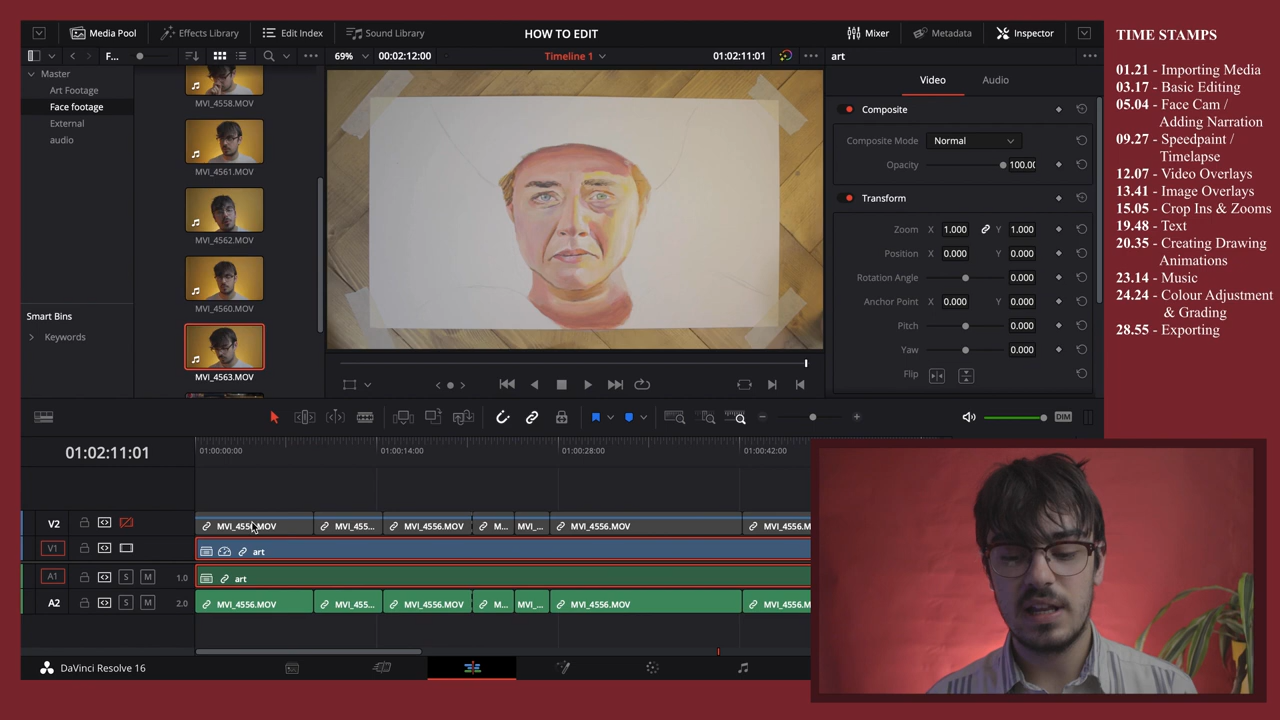 Media Pool
Effects Library
Edit Index
Sound Library
HOW TO EDIT
Mixer
Metadata
Inspector
F...
69%
00:02:12:00
Timeline 1
01:02:11:01
art
Master
Art Footage
Face footage
External
audio
Smart Bins
Keywords
MVI_4558.MOV
MVI_4561.MOV
MVI_4562.MOV
MVI_4560.MOV
MVI_4563.MOV
Video
Audio
Composite
Composite Mode Normal
Opacity 100.00
Transform
Zoom X 1.000 Y 1.000
Position X 0.000 Y 0.000
Rotation Angle 0.000
Anchor Point X 0.000 Y 0.000
Pitch 0.000
Yaw 0.000
Flip
DIM
01:02:11:01
01:00:00:00
01:00:14:00
01:00:28:00
01:00:42:00
V2
MVI_4556.MOV
MVI_455...
MVI_4556.MOV
M...
MVI_...
MVI_4556.MOV
MVI_4556.M
V1
art
A1 S M 1.0
art
A2 S M 2.0
MVI_4556.MOV
MVI_455...
MVI_4556.MOV
M...
MVI_...
MVI_4556.MOV
MVI_4556.M
DaVinci Resolve 16
TIME STAMPS
01.21 - Importing Media
03.17 - Basic Editing
05.04 - Face Cam /
Adding Narration
09.27 - Speedpaint /
Timelapse
12.07 - Video Overlays
13.41 - Image Overlays
15.05 - Crop Ins & Zooms
19.48 - Text
20.35 - Creating Drawing
Animations
23.14 - Music
24.24 - Colour Adjustment
& Grading
28.55 - Exporting